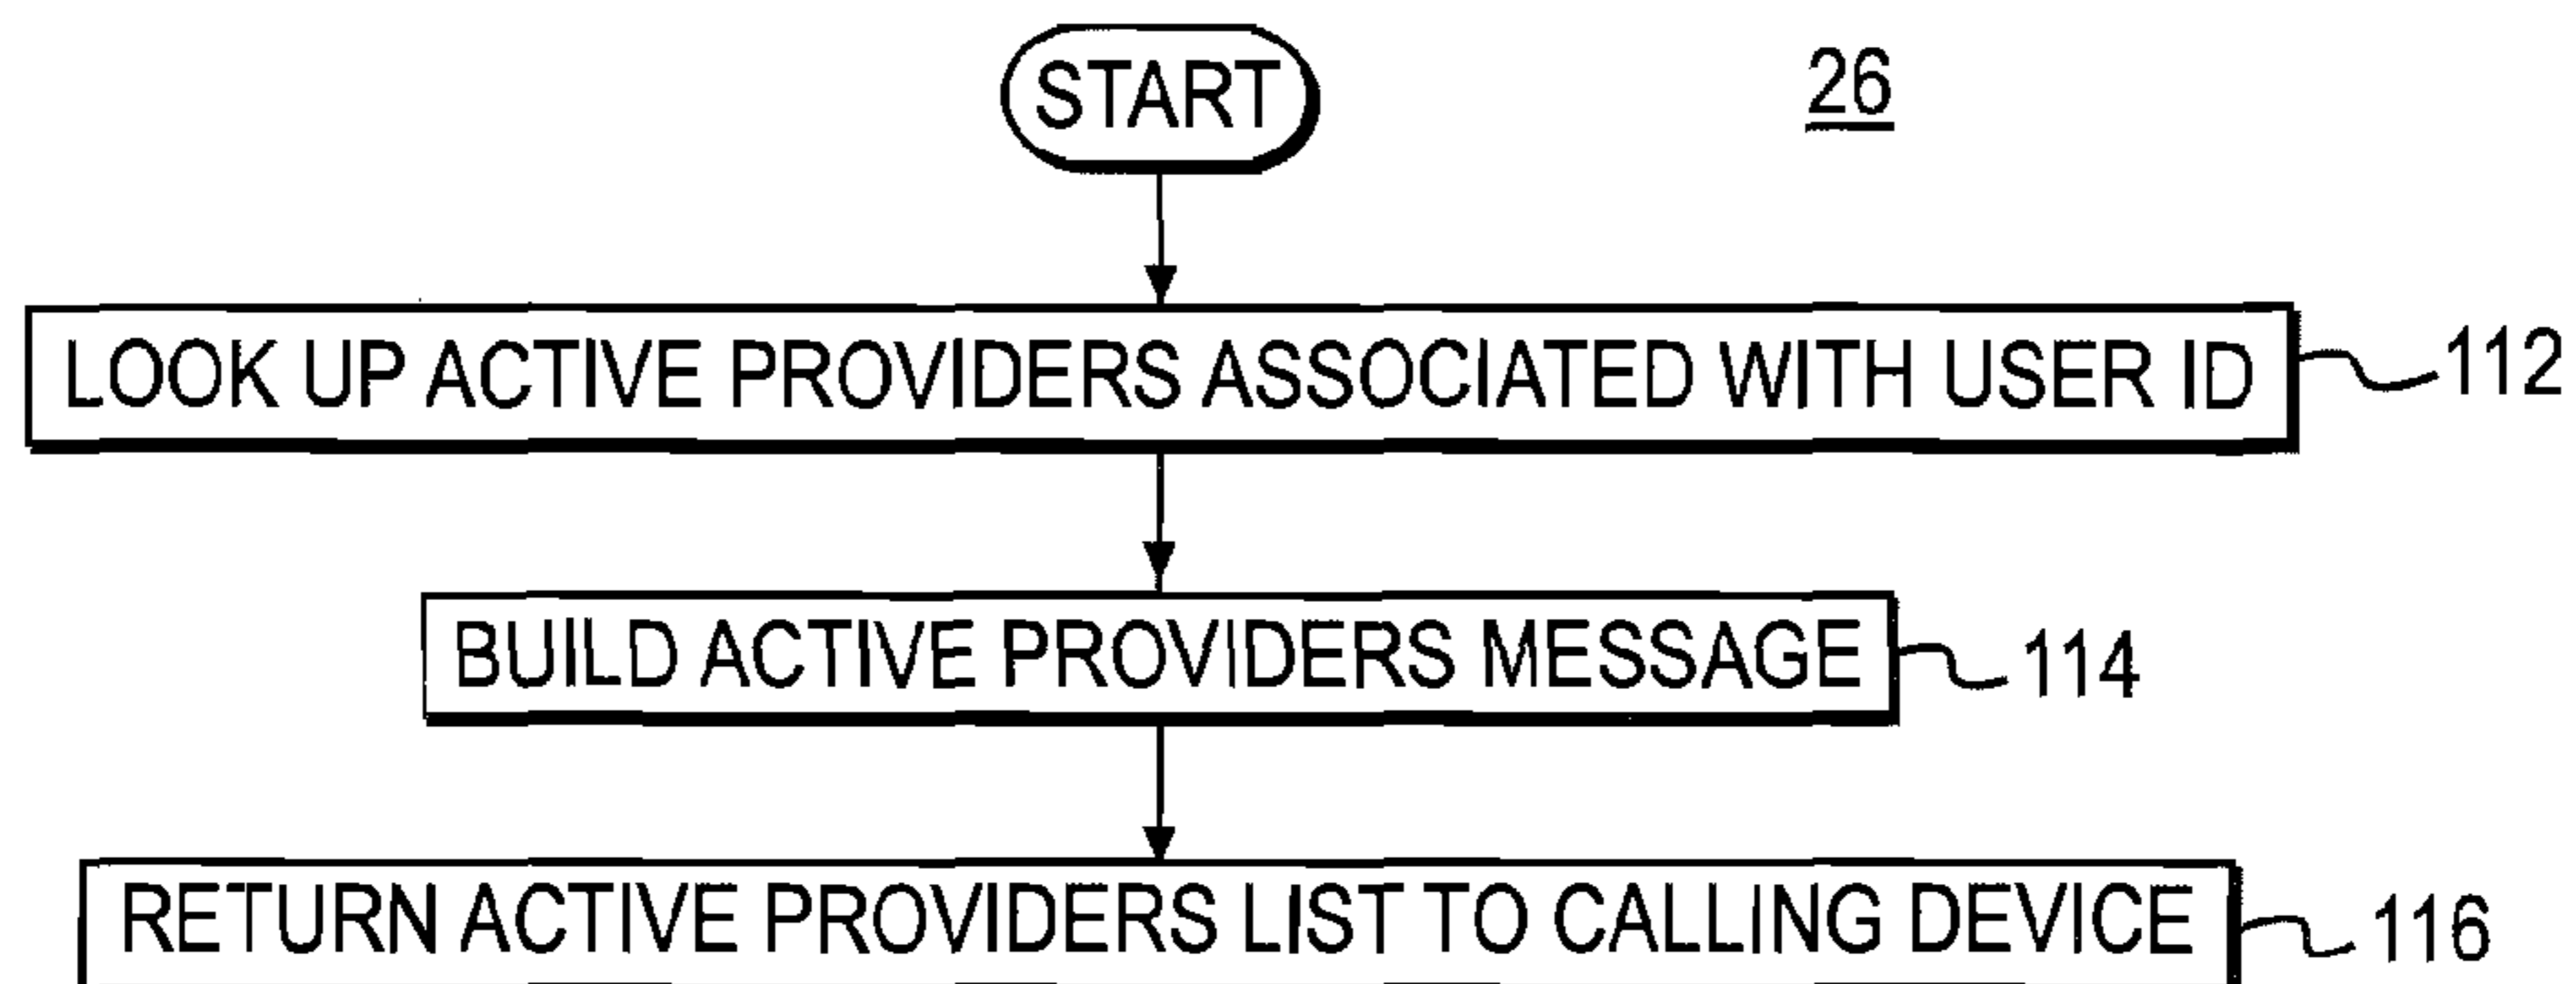 START
26
LOOK UP ACTIVE PROVIDERS ASSOCIATED WITH USER ID
112
BUILD ACTIVE PROVIDERS MESSAGE
114
RETURN ACTIVE PROVIDERS LIST TO CALLING DEVICE
116